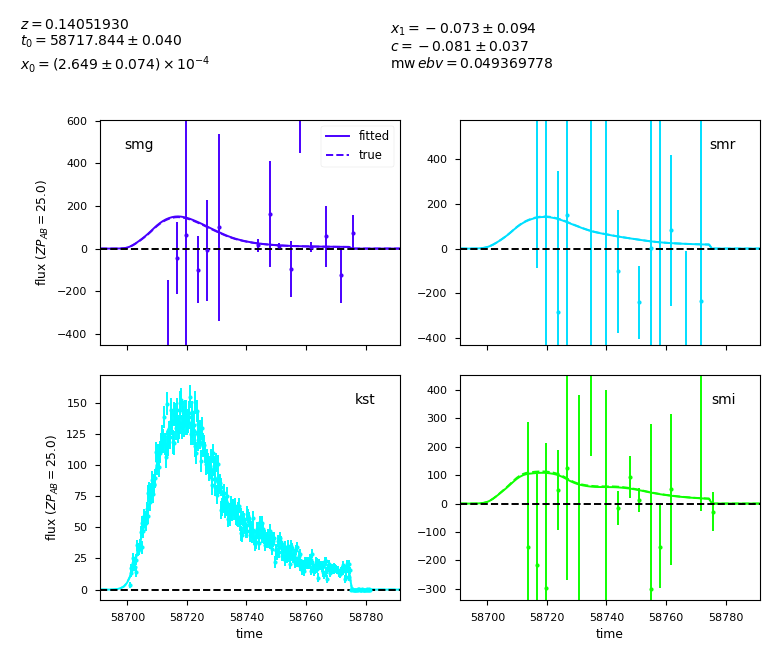 z = 0.14051930
t₀ = 58717.844 ± 0.040
x₀ = (2.649 ± 0.074) × 10⁻⁴
x₁ = −0.073 ± 0.094
c = −0.081 ± 0.037
mw ebv = 0.049369778
smg
fitted
true
flux (ZP_AB = 25.0)
600
400
200
0
−200
−400
smr
400
200
0
−200
−400
kst
flux (ZP_AB = 25.0)
150
125
100
75
50
25
0
58700 58720 58740 58760 58780
time
smi
400
300
200
100
0
−100
−200
−300
58700 58720 58740 58760 58780
time